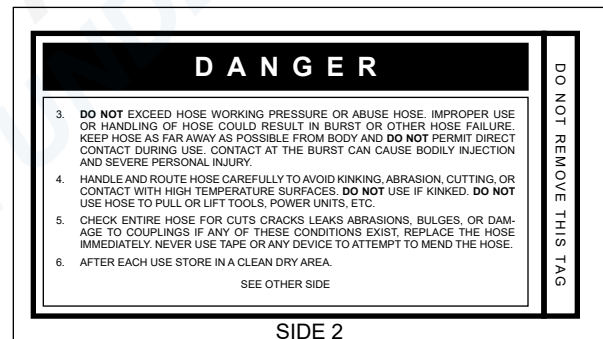 DANGER
3. DO NOT EXCEED HOSE WORKING PRESSURE OR ABUSE HOSE. IMPROPER USE
OR HANDLING OF HOSE COULD RESULT IN BURST OR OTHER HOSE FAILURE.
KEEP HOSE AS FAR AWAY AS POSSIBLE FROM BODY AND DO NOT PERMIT DIRECT
CONTACT DURING USE. CONTACT AT THE BURST CAN CAUSE BODILY INJECTION
AND SEVERE PERSONAL INJURY.
4. HANDLE AND ROUTE HOSE CAREFULLY TO AVOID KINKING, ABRASION, CUTTING, OR
CONTACT WITH HIGH TEMPERATURE SURFACES. DO NOT USE IF KINKED. DO NOT
USE HOSE TO PULL OR LIFT TOOLS, POWER UNITS, ETC.
5. CHECK ENTIRE HOSE FOR CUTS CRACKS LEAKS ABRASIONS, BULGES, OR DAM-
AGE TO COUPLINGS IF ANY OF THESE CONDITIONS EXIST, REPLACE THE HOSE
IMMEDIATELY. NEVER USE TAPE OR ANY DEVICE TO ATTEMPT TO MEND THE HOSE.
6. AFTER EACH USE STORE IN A CLEAN DRY AREA.
SEE OTHER SIDE
DO NOT REMOVE THIS TAG
SIDE 2